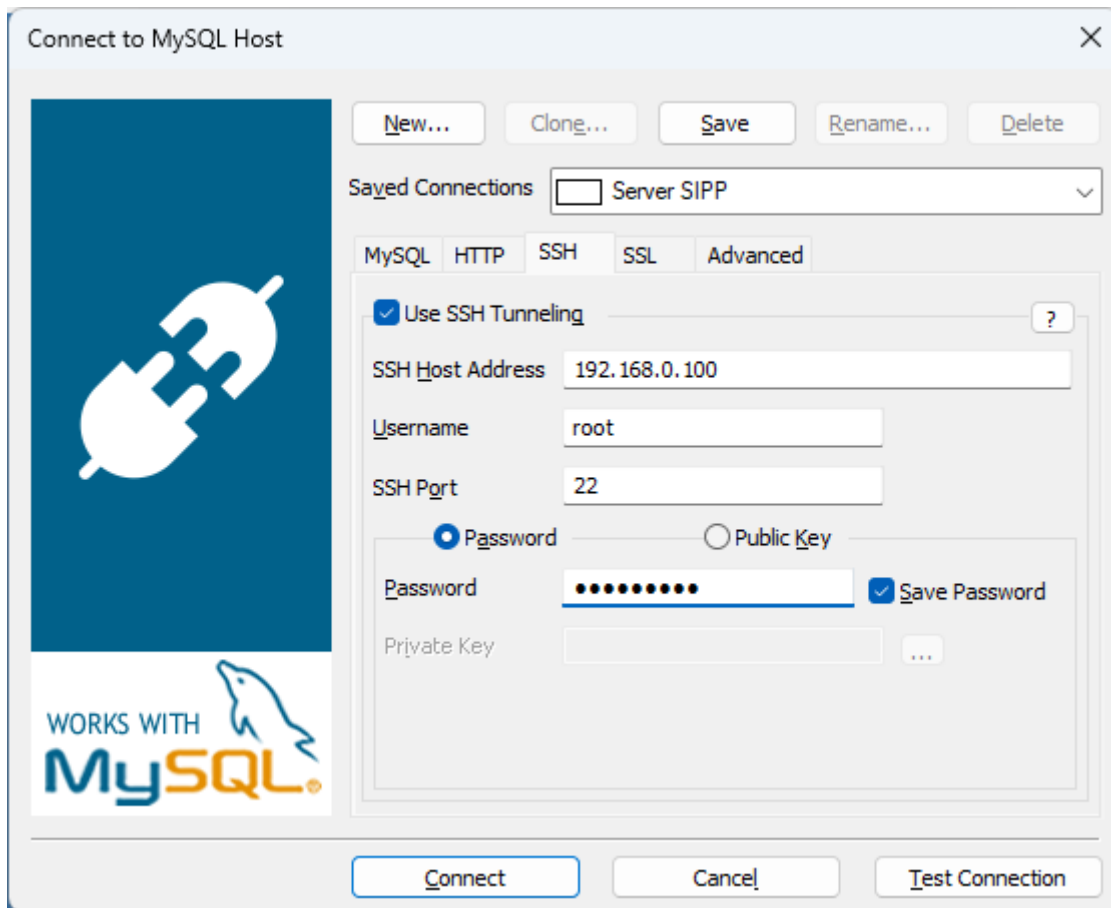 Connect to MySQL Host
New... Clone... Save Rename... Delete
Saved Connections Server SIPP
MySQL HTTP SSH SSL Advanced
Use SSH Tunneling ?
SSH Host Address 192.168.0.100
Username root
SSH Port 22
Password Public Key
Password ••••••••• Save Password
Private Key ...
WORKS WITH
MySQL®
Connect Cancel Test Connection